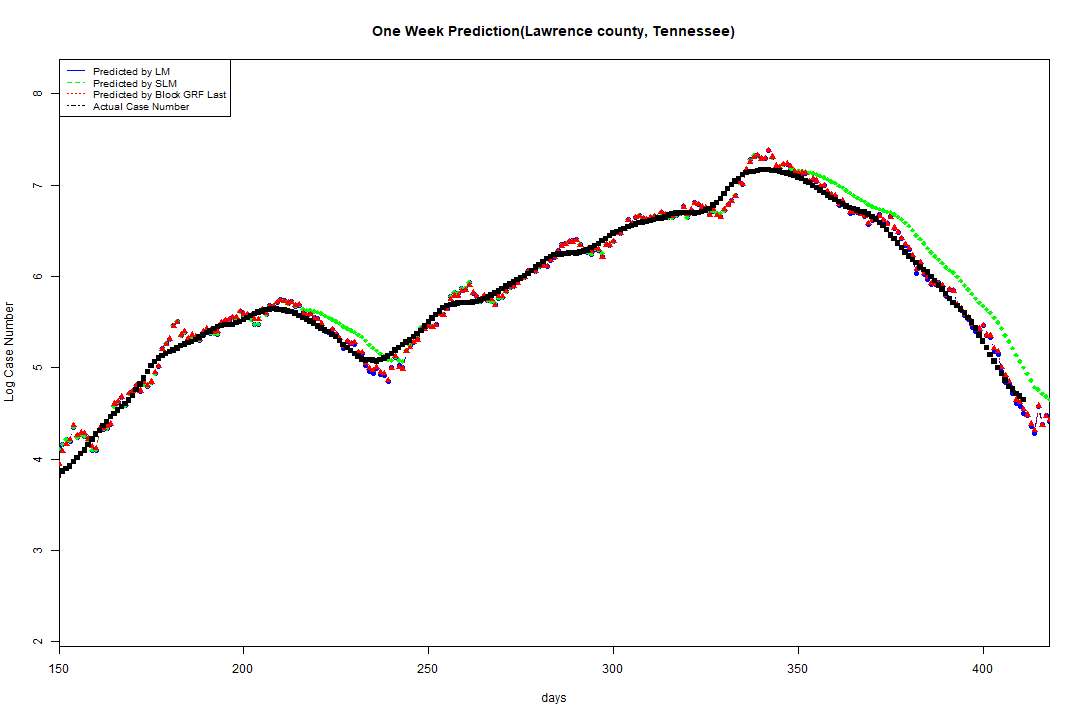 One Week Prediction(Lawrence county, Tennessee)
Predicted by LM
Predicted by SLM
Predicted by Block GRF Last
Actual Case Number
8
7
6
5
4
3
2
Log Case Number
150
200
250
300
350
400
days